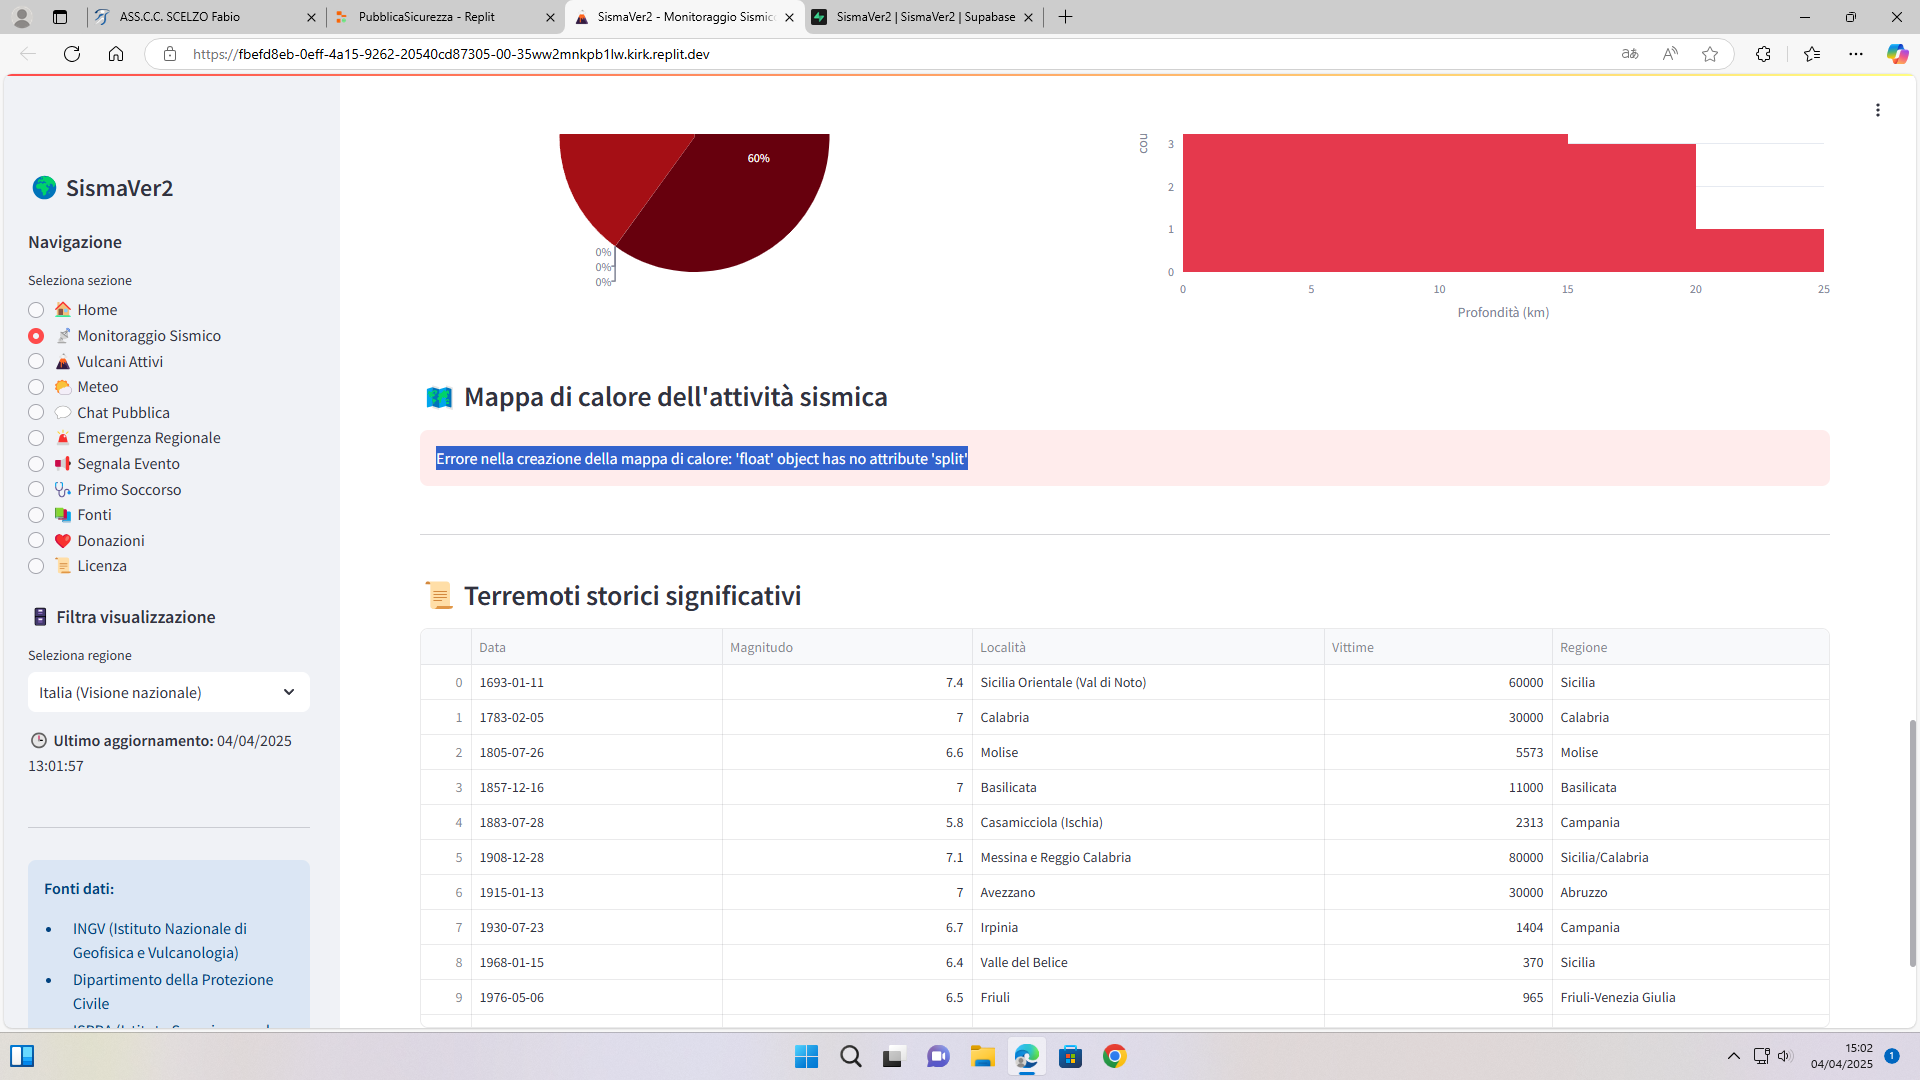 ASS.C.C. SCELZO Fabio
PubblicaSicurezza - Replit
SismaVer2 - Monitoraggio Sismic
SismaVer2 | SismaVer2 | Supabase
https://fbefd8eb-0eff-4a15-9262-20540cd87305-00-35ww2mnkpb1lw.kirk.replit.dev
SismaVer2
Navigazione
Seleziona sezione
Home
Monitoraggio Sismico
Vulcani Attivi
Meteo
Chat Pubblica
Emergenza Regionale
Segnala Evento
Primo Soccorso
Fonti
Donazioni
Licenza
Filtra visualizzazione
Seleziona regione
Italia (Visione nazionale)
Ultimo aggiornamento: 04/04/2025
13:01:57
Fonti dati:
INGV (Istituto Nazionale di
Geofisica e Vulcanologia)
Dipartimento della Protezione
Civile
60%
0%
0%
0%
cou
3
2
1
0
0 5 10 15 20 25
Profondità (km)
Mappa di calore dell'attività sismica
Errore nella creazione della mappa di calore: 'float' object has no attribute 'split'
Terremoti storici significativi
Data Magnitudo Località Vittime Regione
0 1693-01-11 7.4 Sicilia Orientale (Val di Noto) 60000 Sicilia
1 1783-02-05 7 Calabria 30000 Calabria
2 1805-07-26 6.6 Molise 5573 Molise
3 1857-12-16 7 Basilicata 11000 Basilicata
4 1883-07-28 5.8 Casamicciola (Ischia) 2313 Campania
5 1908-12-28 7.1 Messina e Reggio Calabria 80000 Sicilia/Calabria
6 1915-01-13 7 Avezzano 30000 Abruzzo
7 1930-07-23 6.7 Irpinia 1404 Campania
8 1968-01-15 6.4 Valle del Belice 370 Sicilia
9 1976-05-06 6.5 Friuli 965 Friuli-Venezia Giulia
15:02
04/04/2025
1